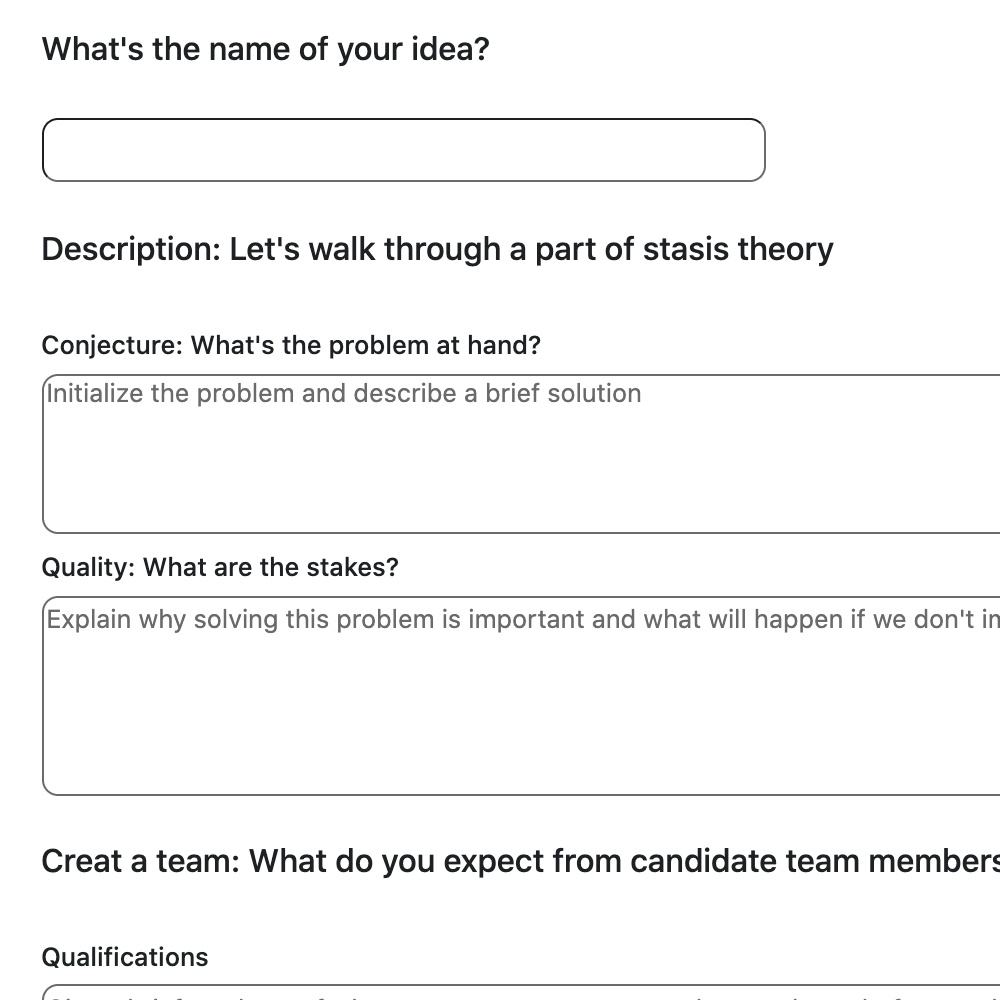 What's the name of your idea?
Description: Let's walk through a part of stasis theory
Conjecture: What's the problem at hand?
Initialize the problem and describe a brief solution
Quality: What are the stakes?
Explain why solving this problem is important and what will happen if we don't
Creat a team: What do you expect from candidate team members
Qualifications